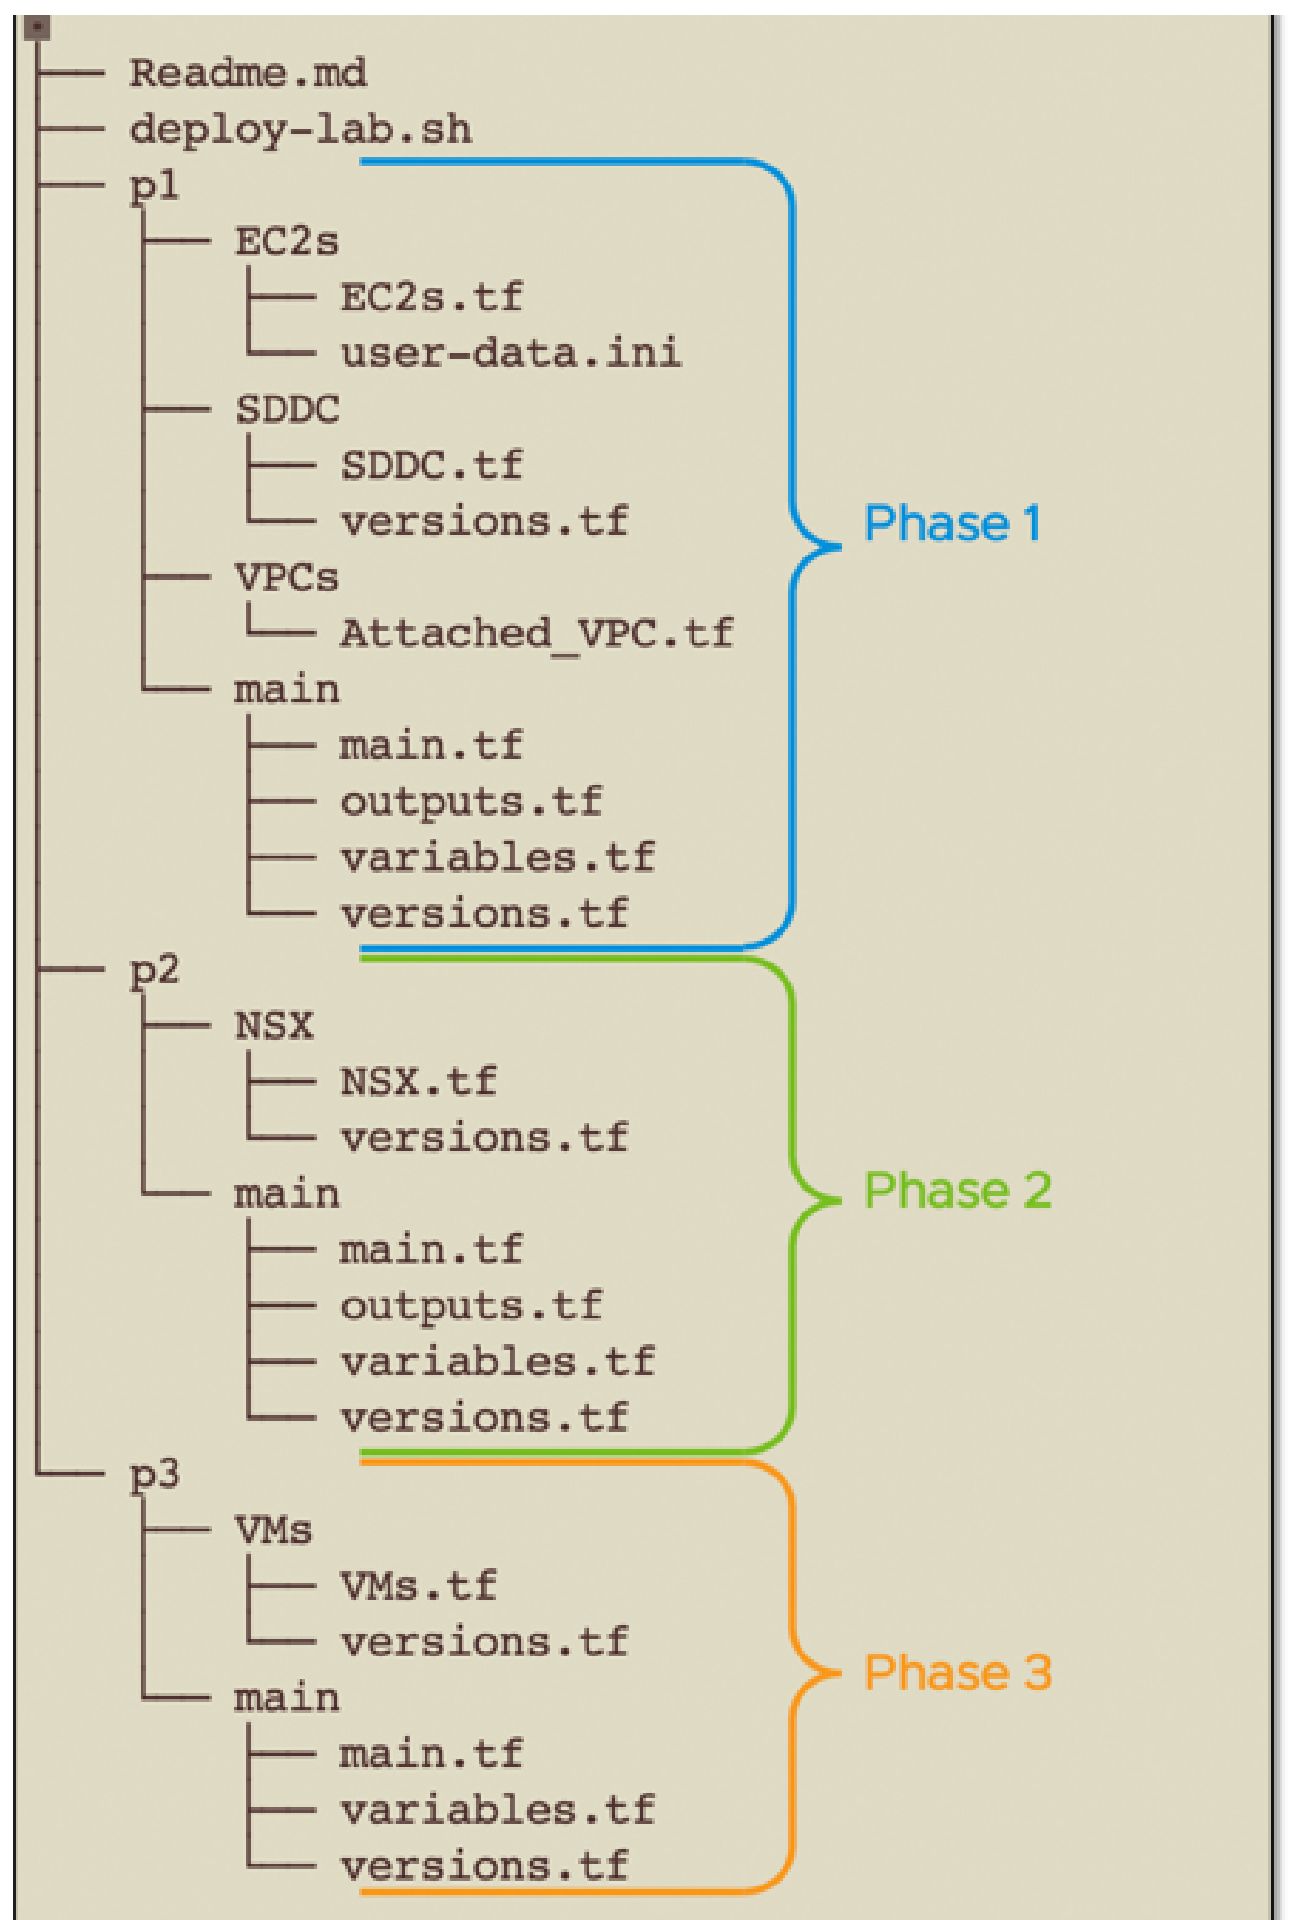 Readme.md
deploy-lab.sh
p1
EC2s
EC2s.tf
user-data.ini
SDDC
SDDC.tf
versions.tf
Phase 1
VPCs
Attached_VPC.tf
main
main.tf
outputs.tf
variables.tf
versions.tf
p2
NSX
NSX.tf
versions.tf
main
Phase 2
main.tf
outputs.tf
variables.tf
versions.tf
p3
VMs
VMs.tf
versions.tf
Phase 3
main
main.tf
variables.tf
versions.tf